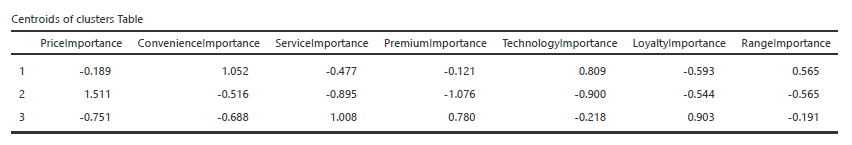 Centroids of clusters Table
PriceImportance ConvenienceImportance ServiceImportance PremiumImportance TechnologyImportance LoyaltyImportance RangeImportance
1 -0.189 1.052 -0.477 -0.121 0.809 -0.593 0.565
2 1.511 -0.516 -0.895 -1.076 -0.900 -0.544 -0.565
3 -0.751 -0.688 1.008 0.780 -0.218 0.903 -0.191